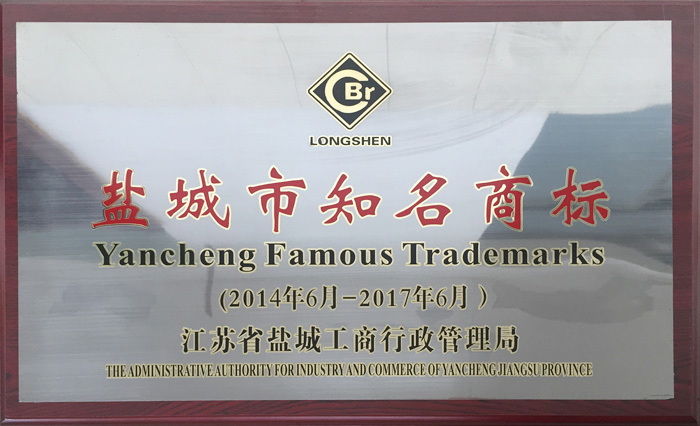 CBr
LONGSHEN
盐城市知名商标
Yancheng Famous Trademarks
(2014年6月-2017年6月)
江苏省盐城工商行政管理局
THE ADMINISTRATIVE AUTHORITY FOR INDUSTRY AND COMMERCE OF YANCHENG JIANGSU PROVINCE